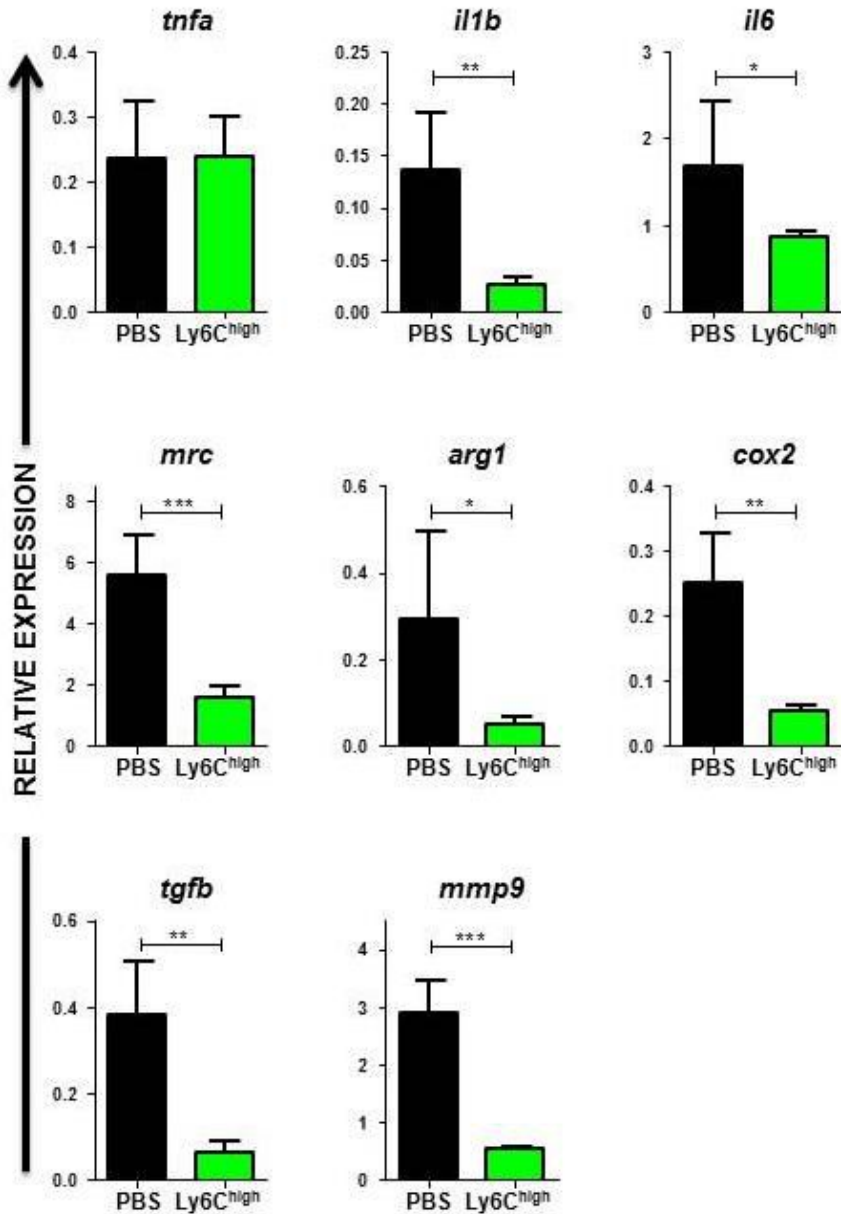 tnfa
il1b
il6
0.4
0.3
0.2
0.1
0.0
PBS Ly6Chigh
0.25
0.20
0.15
0.10
0.05
0.00
**
PBS Ly6Chigh
3
2
1
0
*
PBS Ly6Chigh
RELATIVE EXPRESSION
mrc
arg1
cox2
8
6
4
2
0
***
PBS Ly6Chigh
0.6
0.4
0.2
0.0
*
PBS Ly6Chigh
0.4
0.3
0.2
0.1
0.0
**
PBS Ly6Chigh
tgfb
mmp9
0.6
0.4
0.2
0.0
**
PBS Ly6Chigh
4
3
2
1
0
***
PBS Ly6Chigh